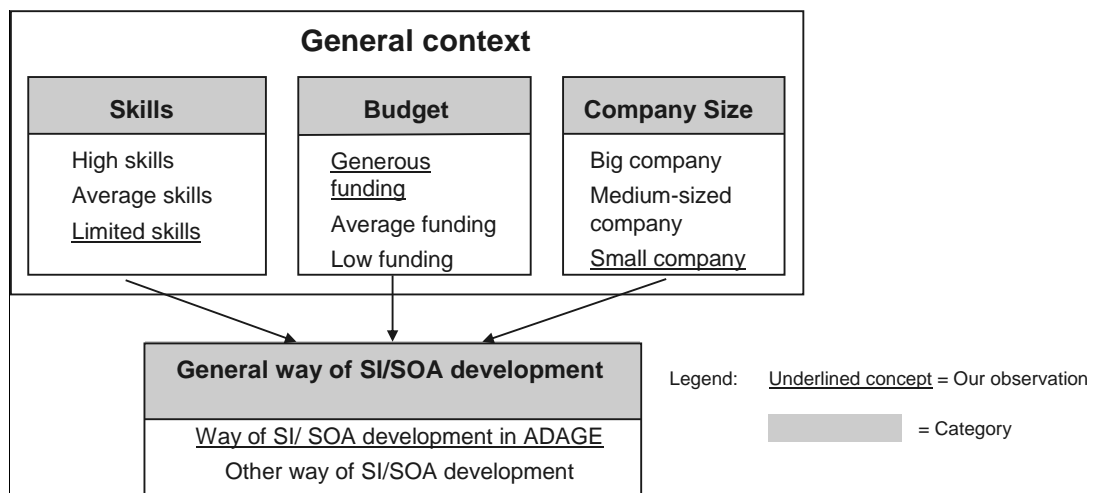 General context
Skills
High skills
Average skills
Limited skills
Budget
Generous
funding
Average funding
Low funding
Company Size
Big company
Medium-sized
company
Small company
General way of SI/SOA development
Way of SI/ SOA development in ADAGE
Other way of SI/SOA development
Legend: Underlined concept = Our observation
= Category